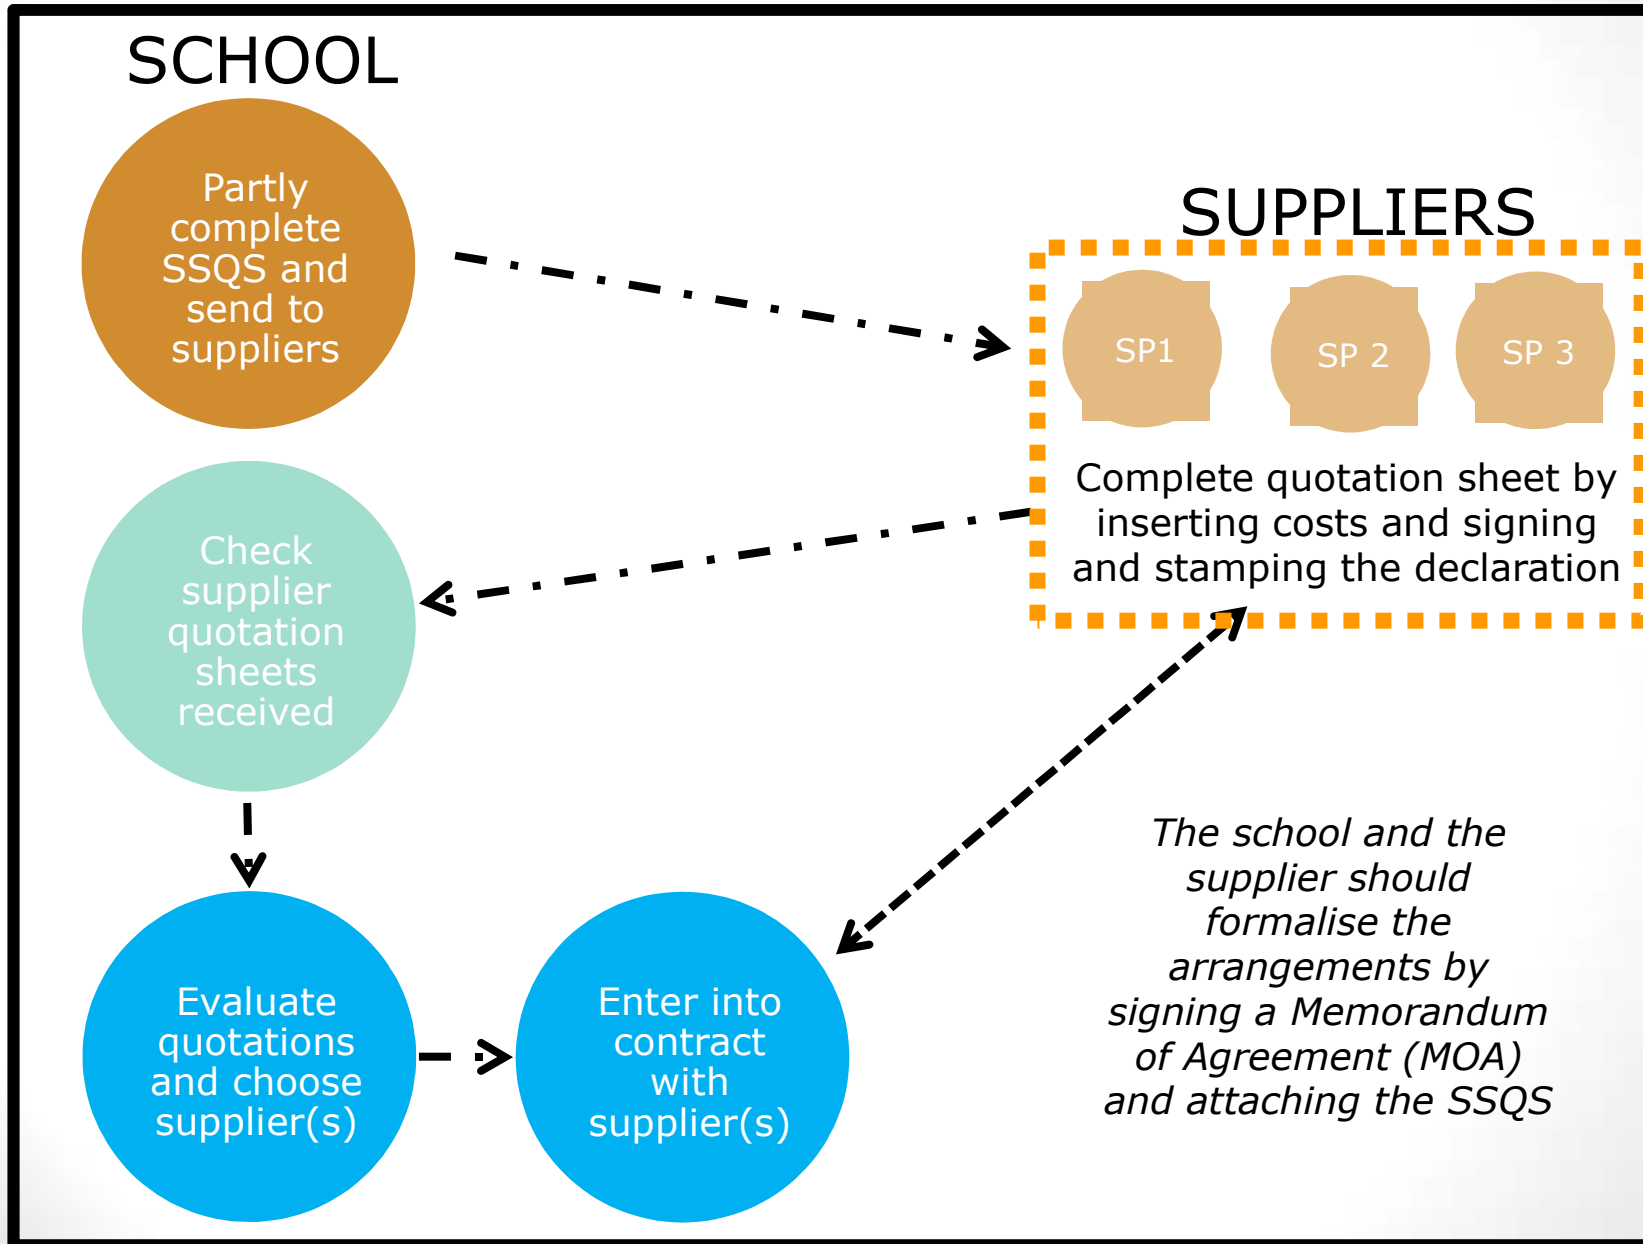 SCHOOL
Partly
complete
SSQS and
send to
suppliers
SUPPLIERS
SP1
SP 2
SP 3
Complete quotation sheet by
inserting costs and signing
and stamping the declaration
Check
supplier
quotation
sheets
received
Evaluate
quotations
and choose
supplier(s)
Enter into
contract
with
supplier(s)
The school and the
supplier should
formalise the
arrangements by
signing a Memorandum
of Agreement (MOA)
and attaching the SSQS